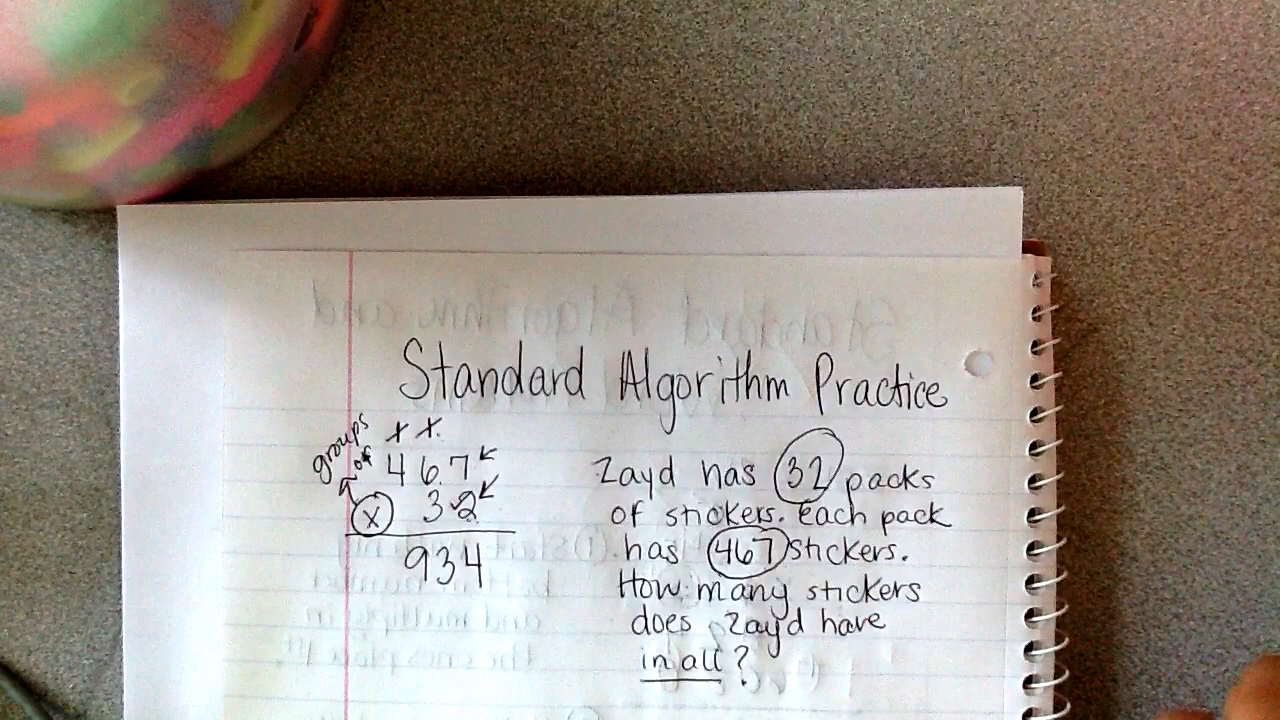 Standard Algorithm Practice
groups of
467
x 32
934
Zayd has 32 packs
of stickers. Each pack
has 467 stickers.
How many stickers
does Zayd have
in all?